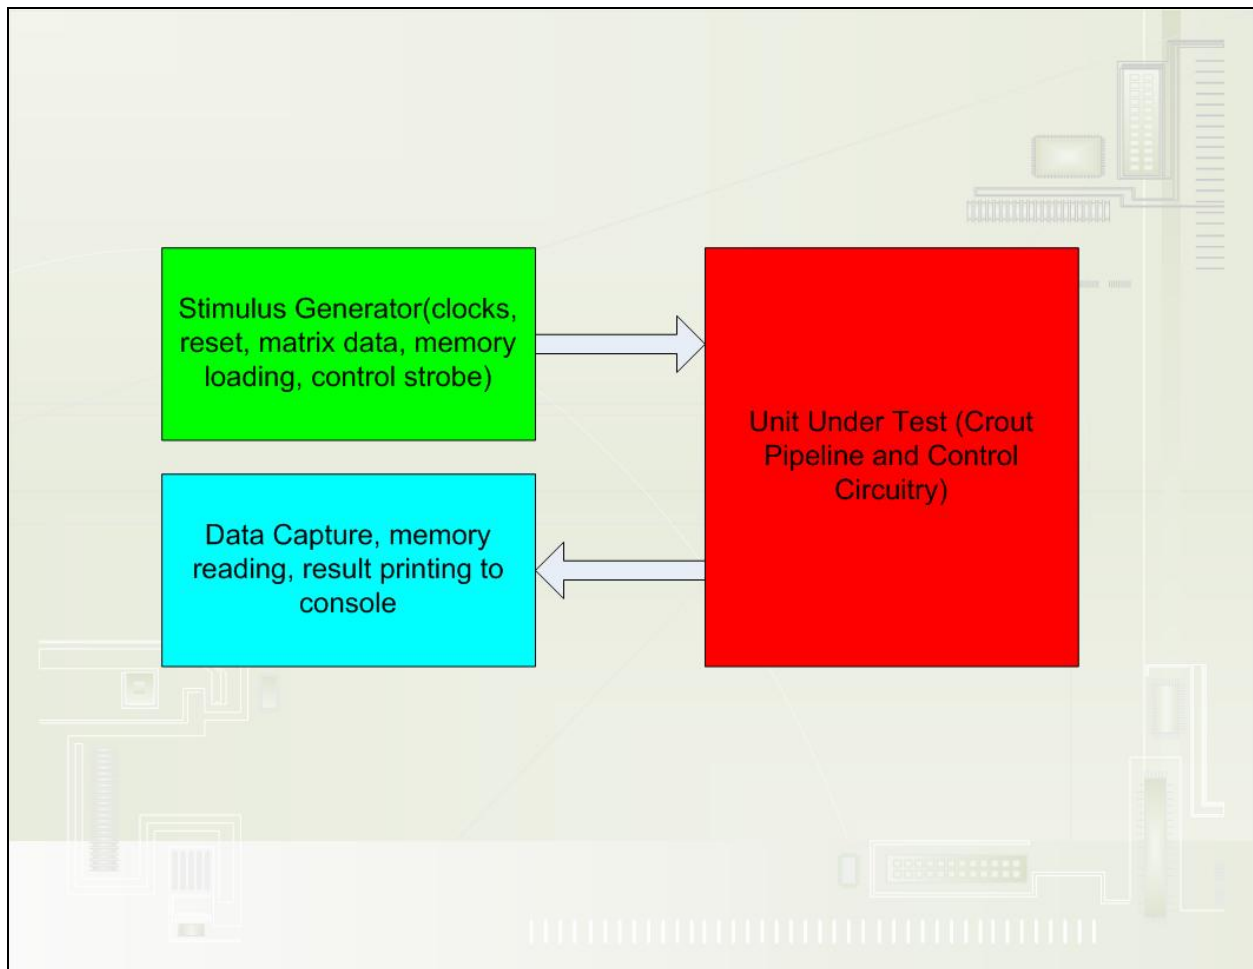 Stimulus Generator(clocks,
reset, matrix data, memory
loading, control strobe)
Data Capture, memory
reading, result printing to
console
Unit Under Test (Crout
Pipeline and Control
Circuitry)